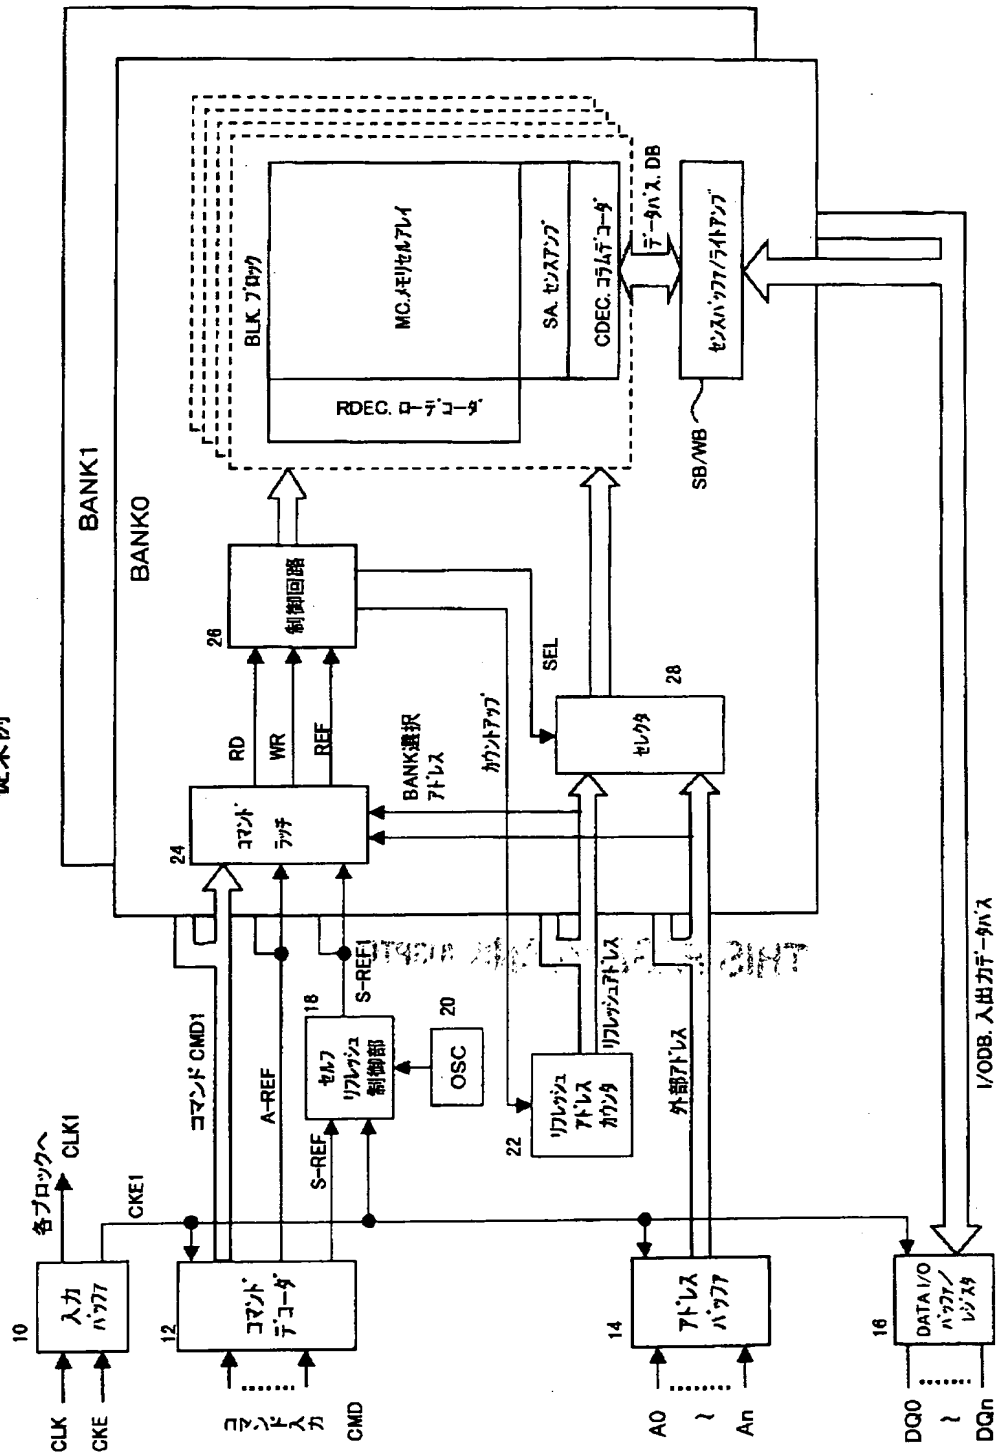 従来例
10
入力
バッファ
CLK
CKE
各ブロックへ
CLK1
CKE1
12
コマンド
デコーダ
コマンド
入力
CMD
コマンド CMD1
A-REF
S-REF
18
セルフ
リフレッシュ
制御部
S-REF1
20
OSC
22
リフレッシュ
アドレス
カウンタ
リフレッシュアドレス
14
アドレス
バッファ
A0
~
An
外部アドレス
16
DATA I/O
バッファ/
レジスタ
DQ0
~
DQn
I/ODB. 入出力データバス
BANK1
BANK0
24
コマンド
ラッチ
RD
WR
REF
26
制御回路
BANK選択
アドレス
カウントアップ
SEL
28
セレクタ
BLK. ブロック
MC.メモリセルアレイ
RDEC. ローデコーダ
SA. センスアンプ
CDEC. コラムデコーダ
データバス. DB
センスバッファ/ライトアンプ
SB/WB